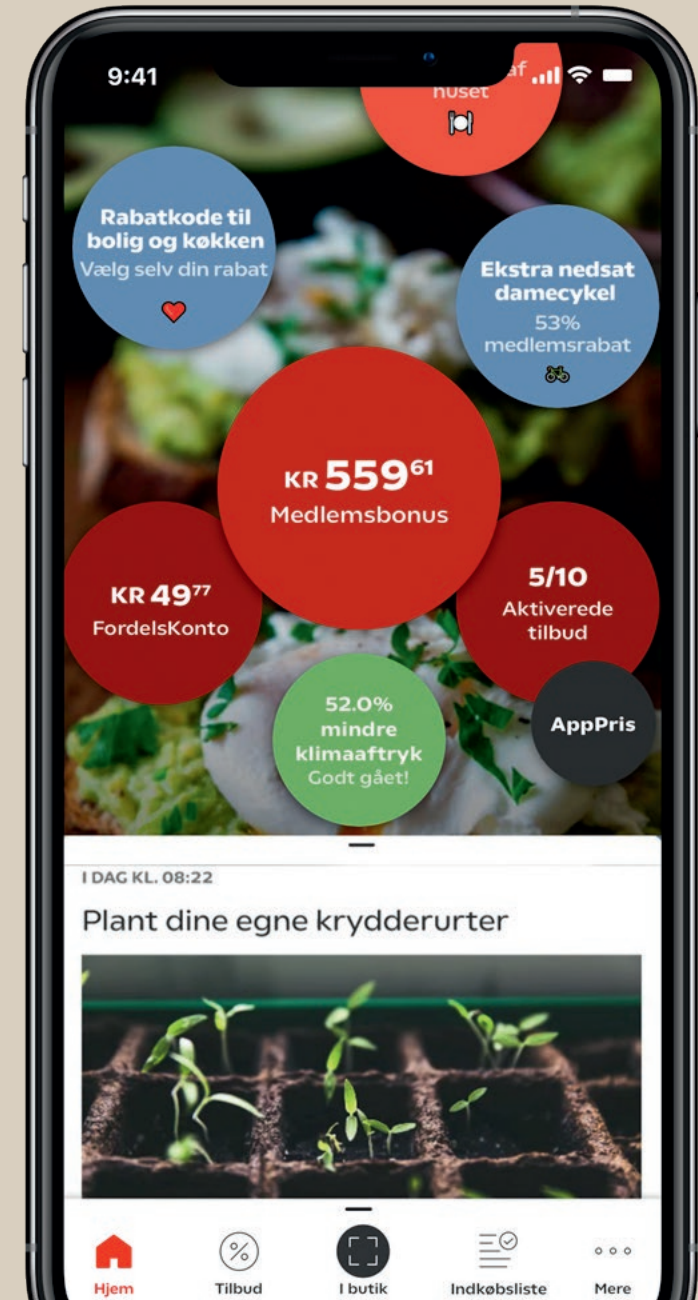 9:41
af
huset
Rabatkode til
bolig og køkken
Vælg selv din rabat
Ekstra nedsat
damecykel
53%
medlemsrabat
KR 559⁶¹
Medlemsbonus
KR 49⁷⁷
FordelsKonto
5/10
Aktiverede
tilbud
52.0%
mindre
klimaaftryk
Godt gået!
AppPris
I DAG KL. 08:22
Plant dine egne krydderurter
Hjem
Tilbud
I butik
Indkøbsliste
Mere